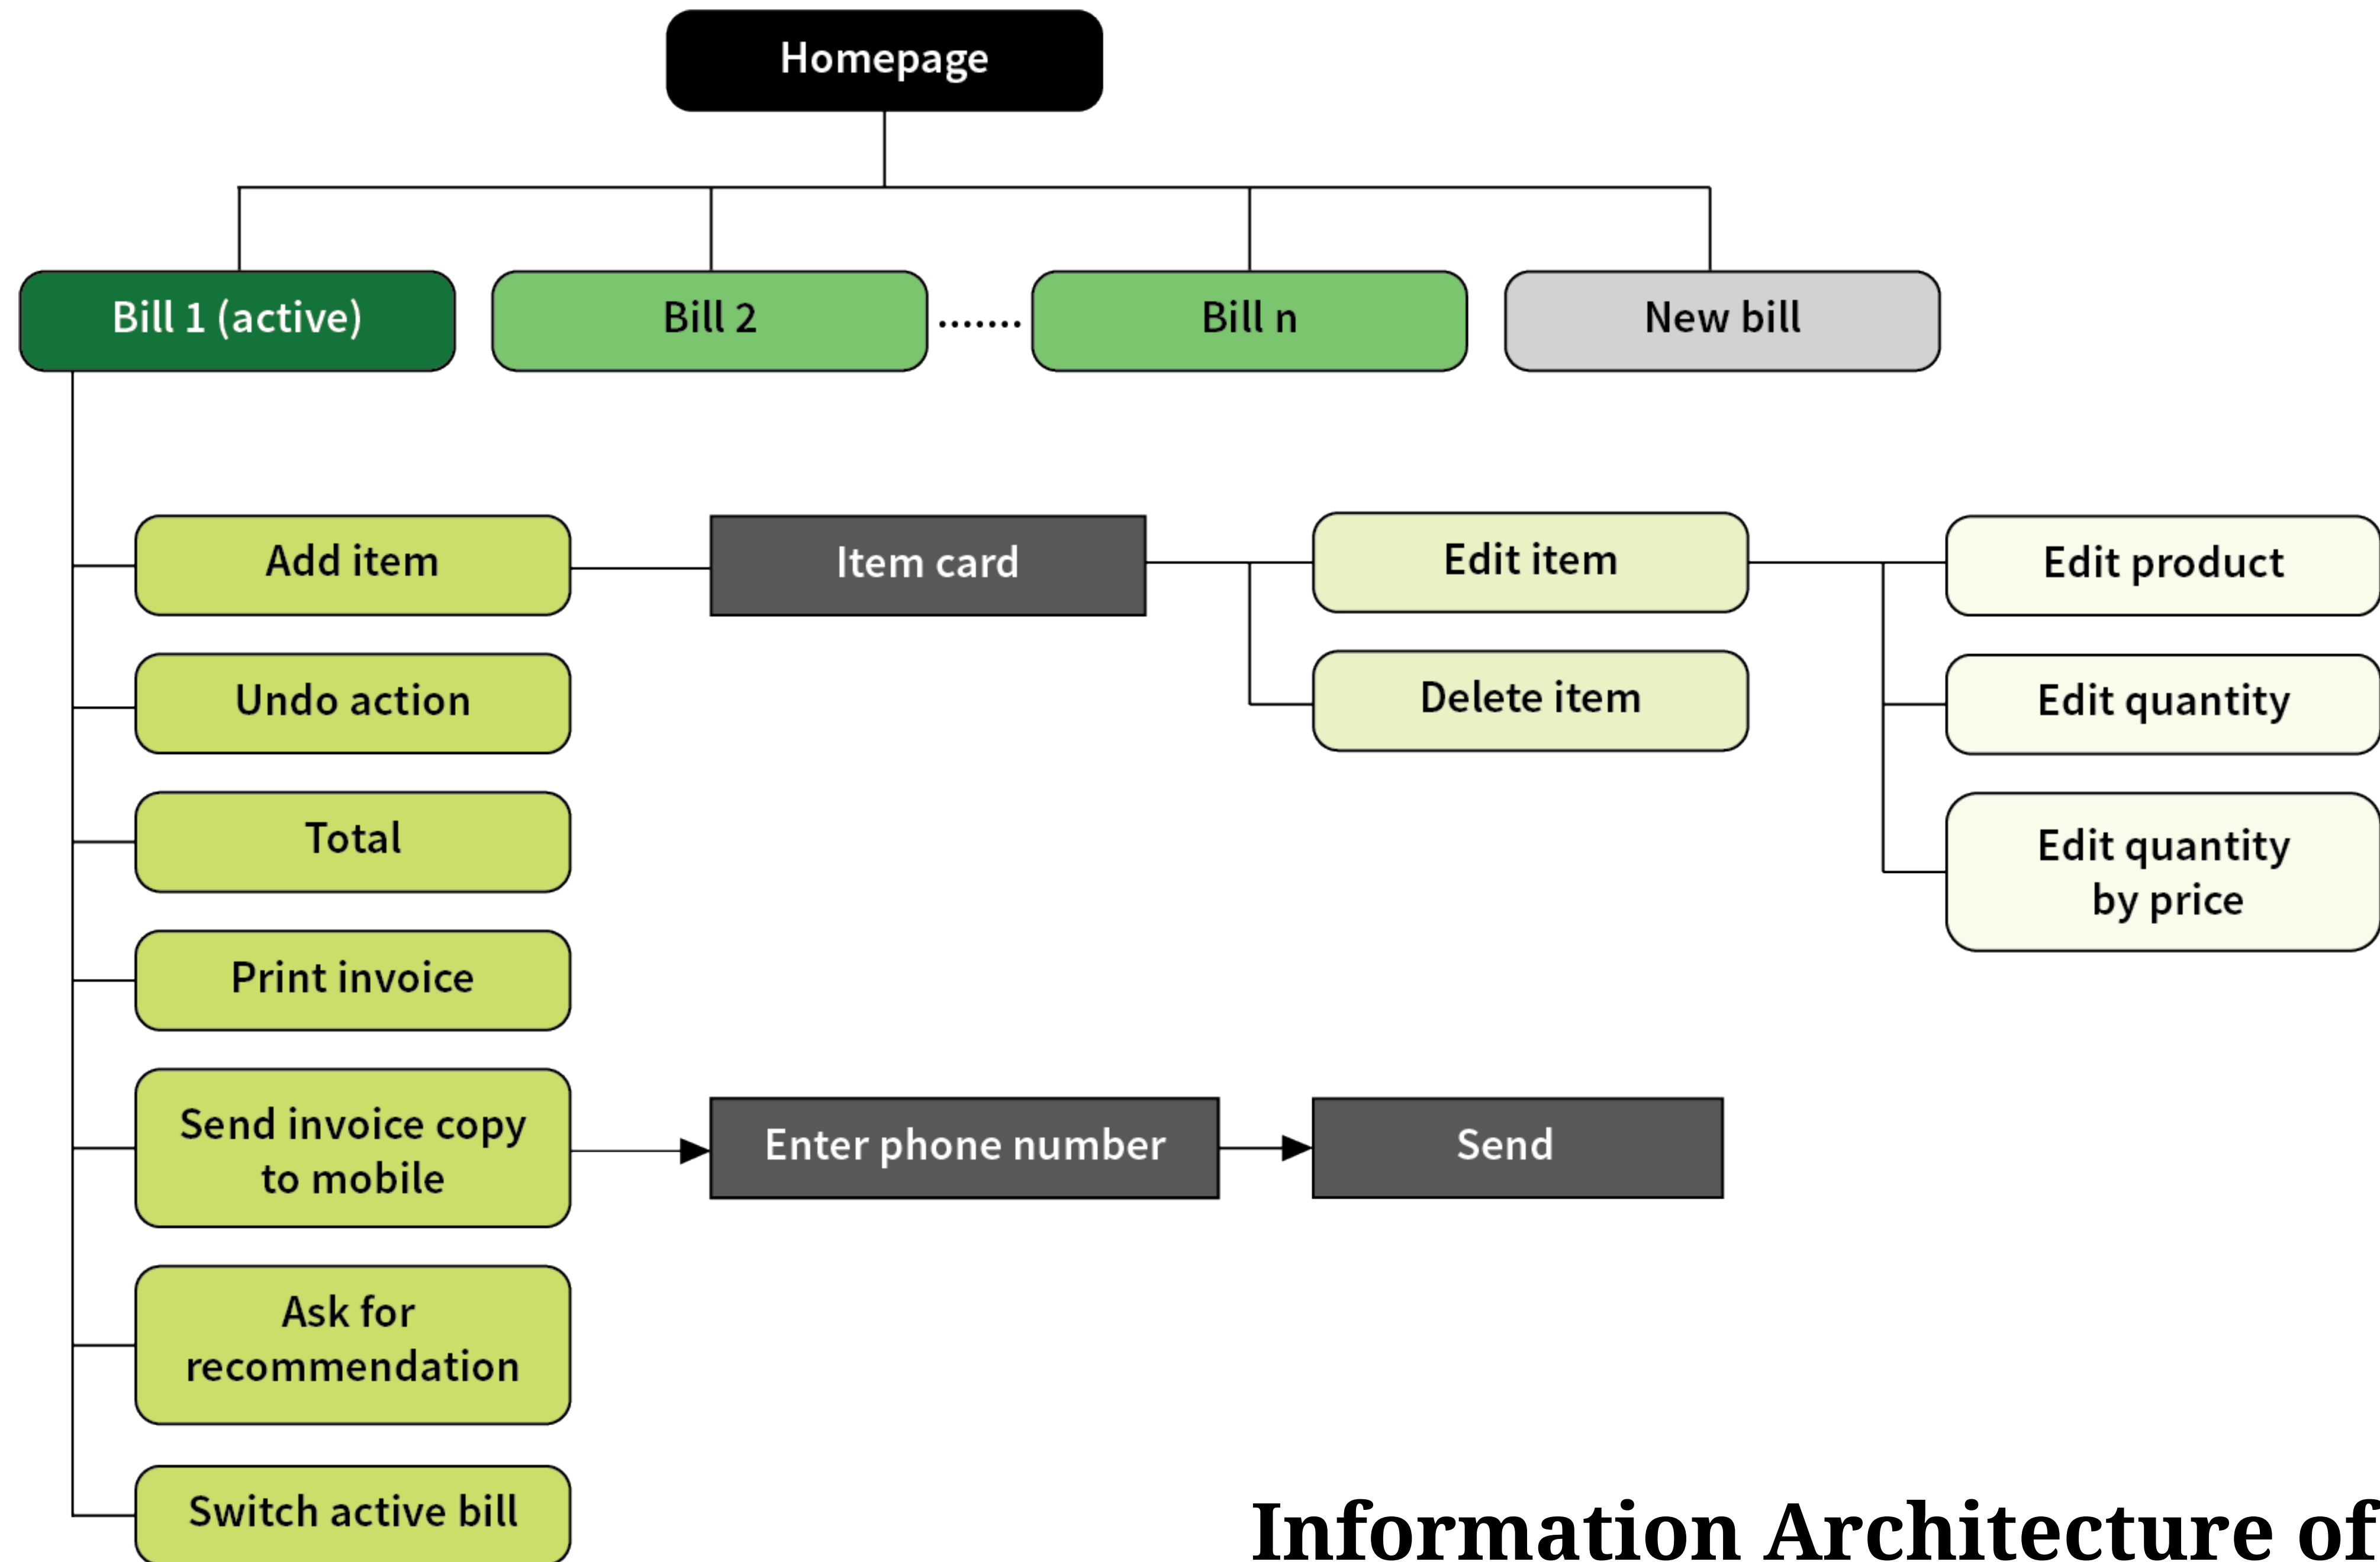 Homepage
Bill 1 (active)
Bill 2
.......
Bill n
New bill
Add item
Item card
Edit item
Edit product
Undo action
Delete item
Edit quantity
Total
Edit quantity
by price
Print invoice
Send invoice copy
to mobile
Enter phone number
Send
Ask for
recommendation
Switch active bill
Information Architecture of